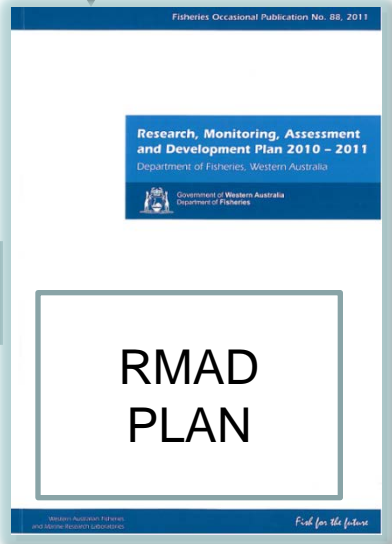 Fisheries Occasional Publication No. 88, 2011
Research, Monitoring, Assessment
and Development Plan 2010 – 2011
Department of Fisheries, Western Australia
Government of Western Australia
Department of Fisheries
RMAD
PLAN
Western Australian Fisheries
and Marine Research Laboratories
Fish for the future